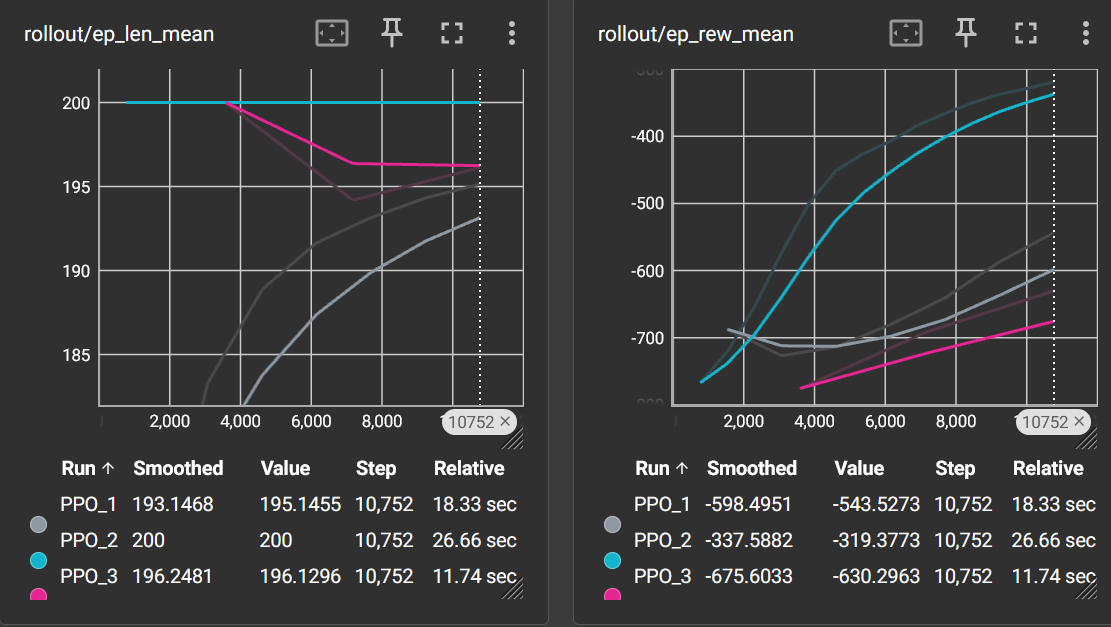 rollout/ep_len_mean
200
195
190
185
2,000 4,000 6,000 8,000 10752
Run ↑ Smoothed Value Step Relative
PPO_1 193.1468 195.1455 10,752 18.33 sec
PPO_2 200 200 10,752 26.66 sec
PPO_3 196.2481 196.1296 10,752 11.74 sec
rollout/ep_rew_mean
-400
-500
-600
-700
2,000 4,000 6,000 8,000 10752
Run ↑ Smoothed Value Step Relative
PPO_1 -598.4951 -543.5273 10,752 18.33 sec
PPO_2 -337.5882 -319.3773 10,752 26.66 sec
PPO_3 -675.6033 -630.2963 10,752 11.74 sec